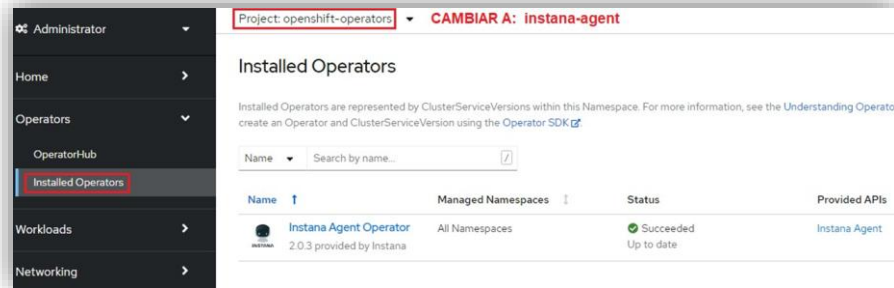 Administrator
Home
Operators
OperatorHub
Installed Operators
Workloads
Networking
Project: openshift-operators CAMBIAR A: instana-agent
Installed Operators
Installed Operators are represented by ClusterServiceVersions within this Namespace. For more information, see the Understanding Operato
create an Operator and ClusterServiceVersion using the Operator SDK
Name Search by name... /
Name Managed Namespaces Status Provided APIs
INSTANA Instana Agent Operator All Namespaces Succeeded Instana Agent
2.0.3 provided by Instana Up to date